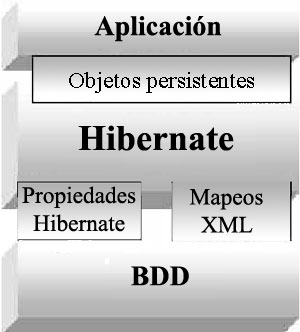 Aplicación
Objetos persistentes
Hibernate
Propiedades
Hibernate
Mapeos
XML
BDD